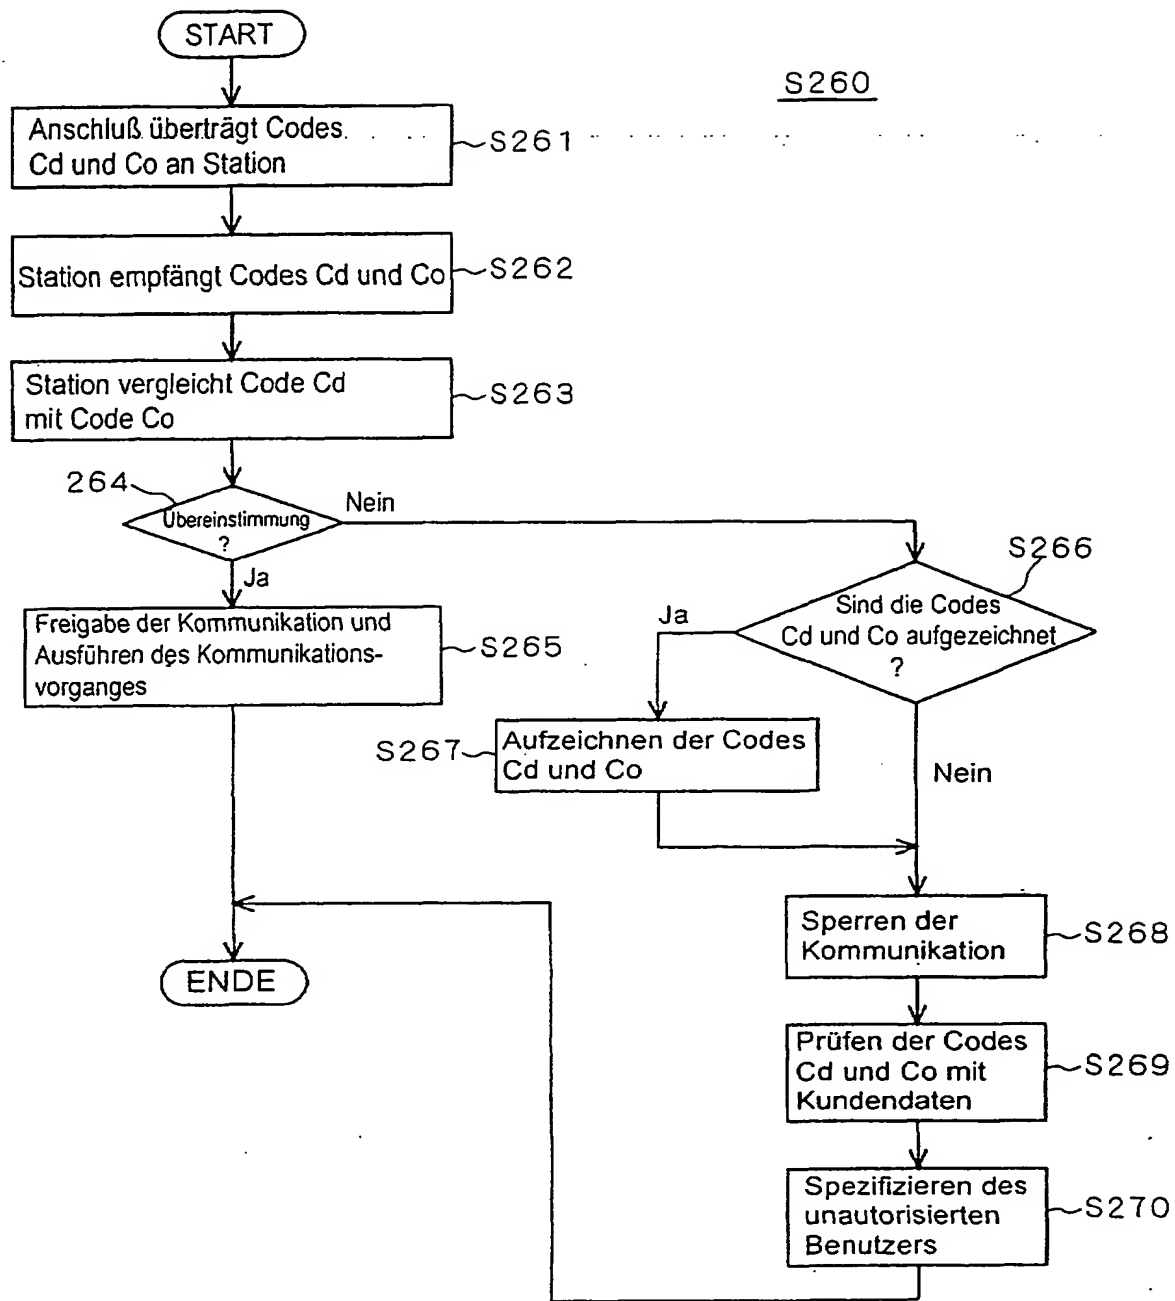 START
S260
Anschluß überträgt Codes
Cd und Co an Station
S261
Station empfängt Codes Cd und Co
S262
Station vergleicht Code Cd
mit Code Co
S263
264
Übereinstimmung
?
Nein
Ja
Freigabe der Kommunikation und
Ausführen des Kommunikations-
vorganges
S265
S266
Sind die Codes
Cd und Co aufgezeichnet
?
Ja
S267
Aufzeichnen der Codes
Cd und Co
Nein
Sperren der
Kommunikation
S268
ENDE
Prüfen der Codes
Cd und Co mit
Kundendaten
S269
Spezifizieren des
unautorisierten
Benutzers
S270